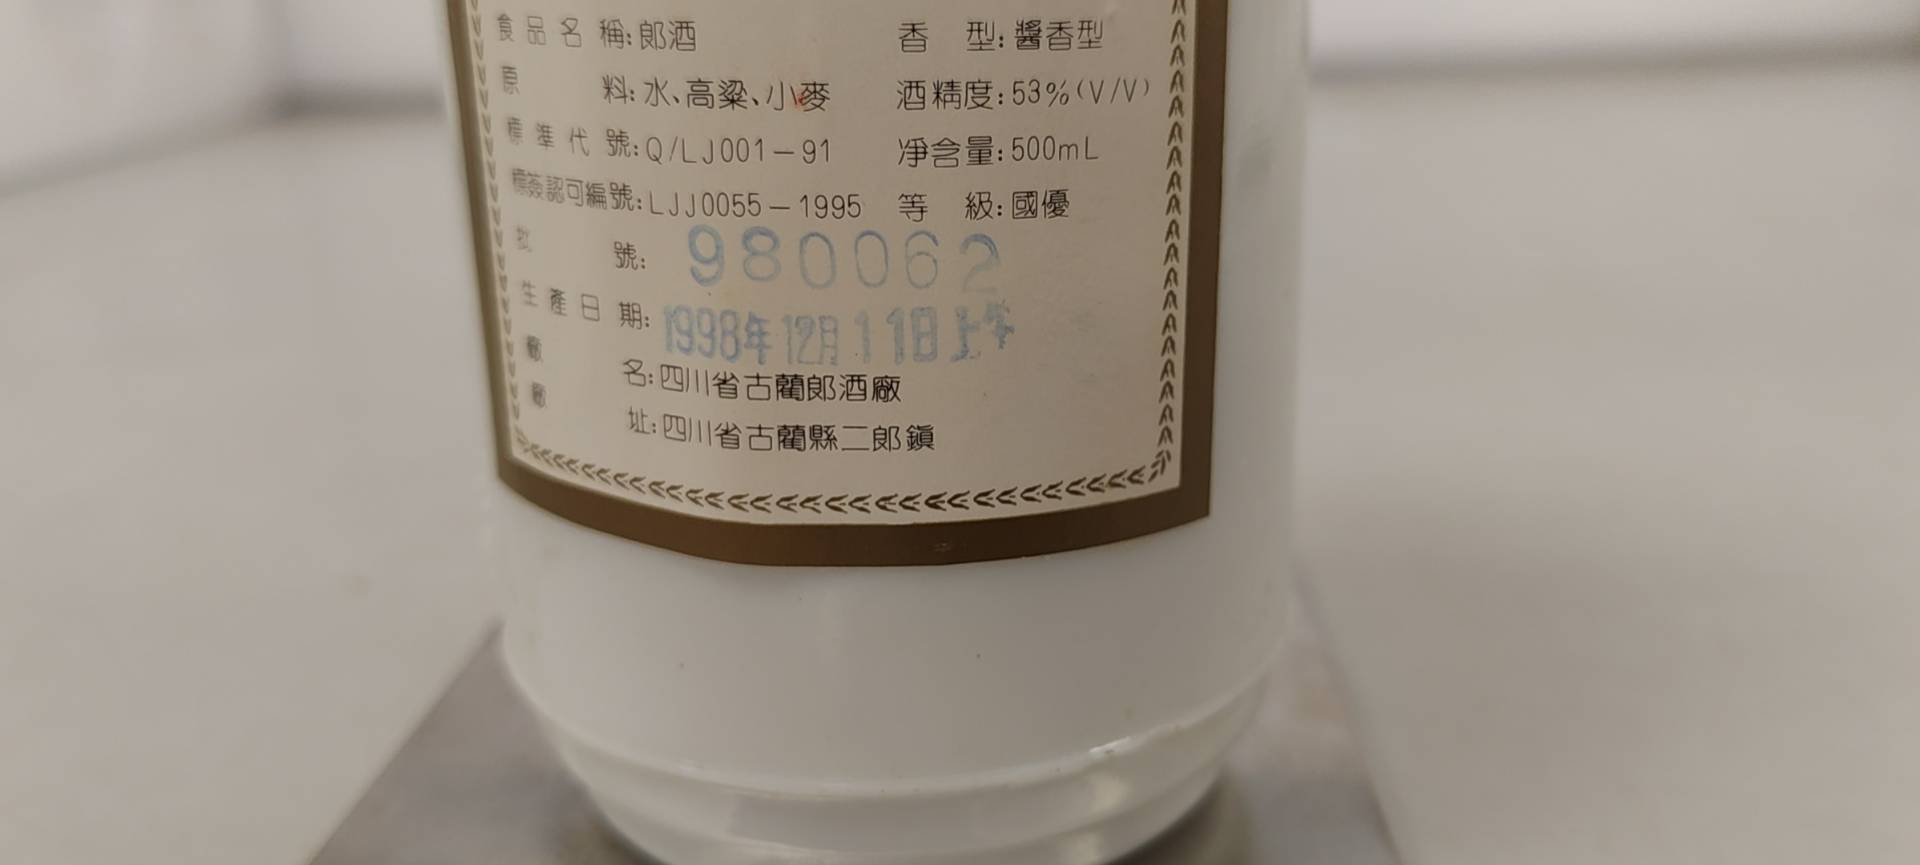 食品名稱:郎酒 香型:醬香型
原料:水、高粱、小麥 酒精度:53%(V/V)
標準代號:Q/LJ001-91 凈含量:500mL
標簽認可編號:LJJ0055-1995 等級:國優
批號:980062
生產日期:1998年12月11日上午
廠名:四川省古藺郎酒廠
廠址:四川省古藺縣二郎鎮